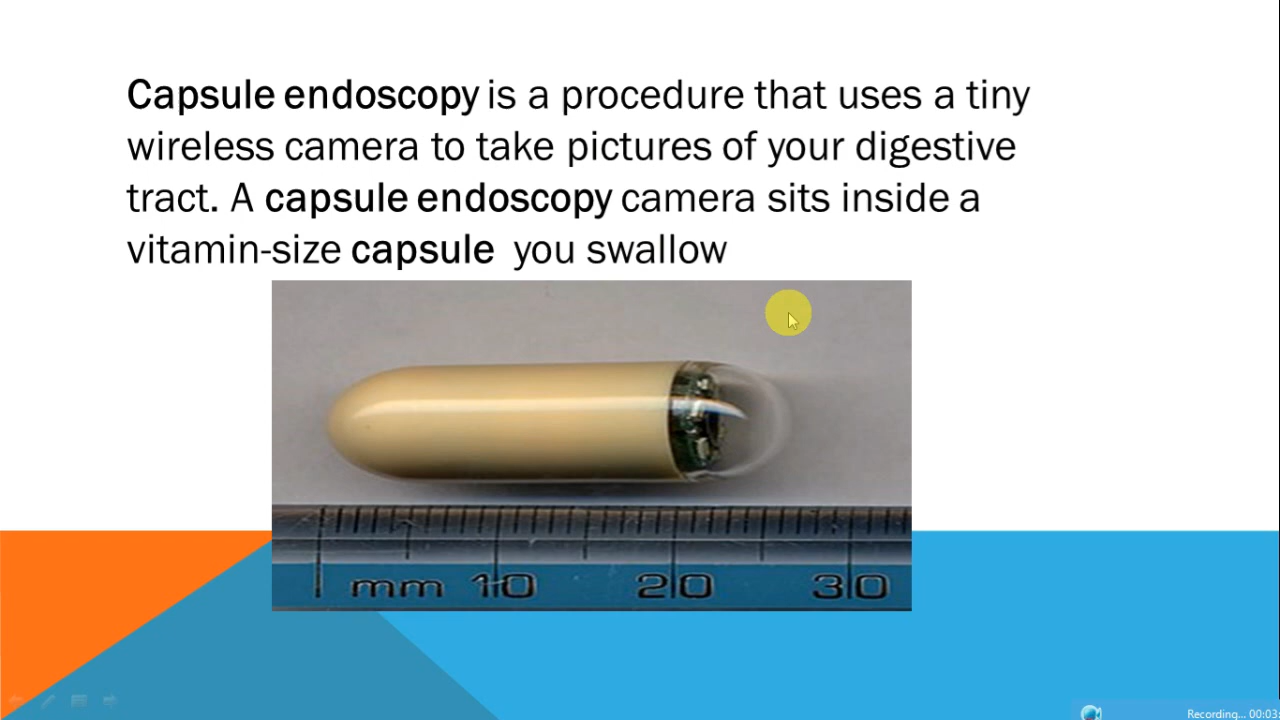 Capsule endoscopy is a procedure that uses a tiny
wireless camera to take pictures of your digestive
tract. A capsule endoscopy camera sits inside a
vitamin-size capsule you swallow
mm 10 20 30
Recording... 00:03: